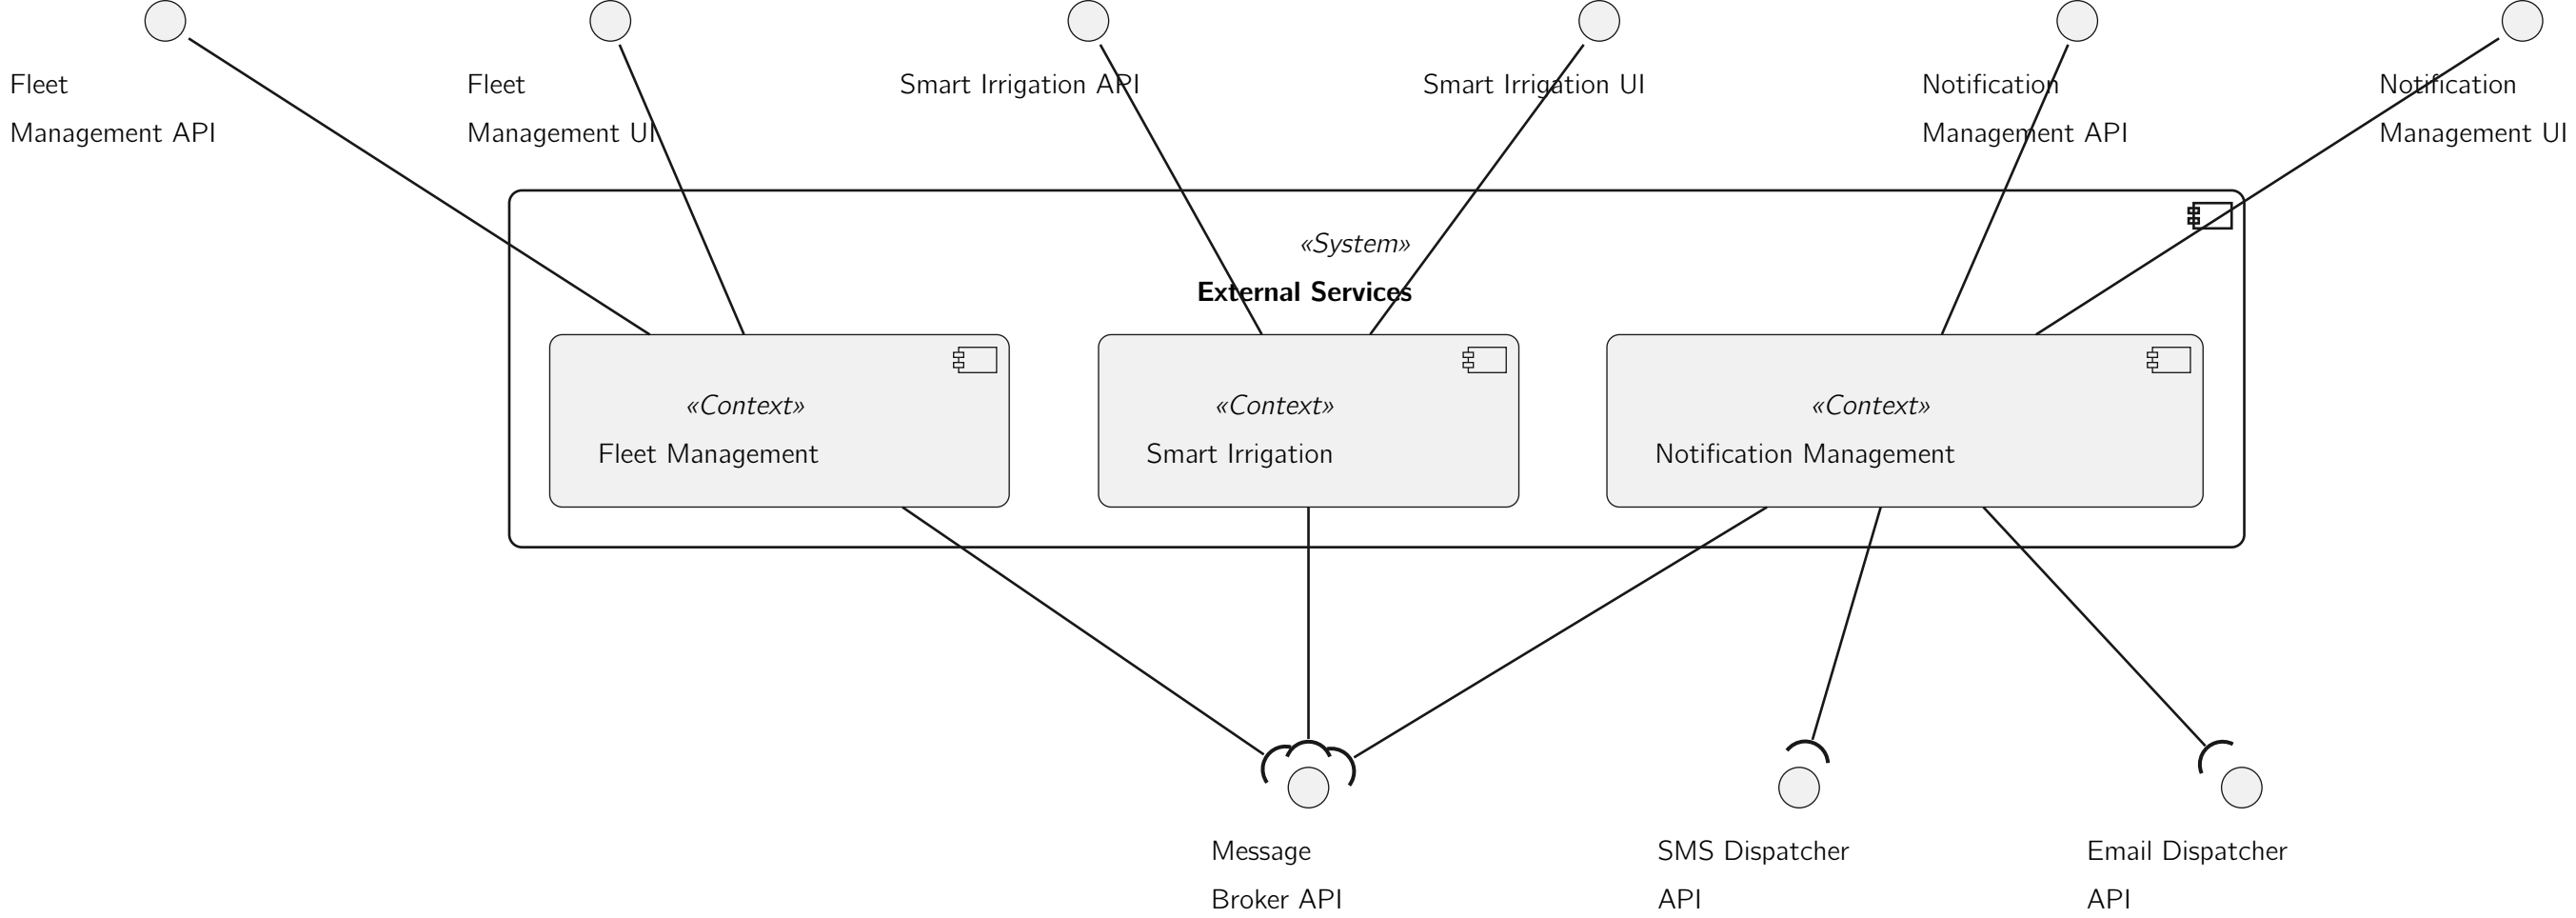 Fleet
Management API
Fleet
Management UI
Smart Irrigation API
Smart Irrigation UI
Notification
Management API
Notification
Management UI
«System»
External Services
«Context»
Fleet Management
«Context»
Smart Irrigation
«Context»
Notification Management
Message
Broker API
SMS Dispatcher
API
Email Dispatcher
API